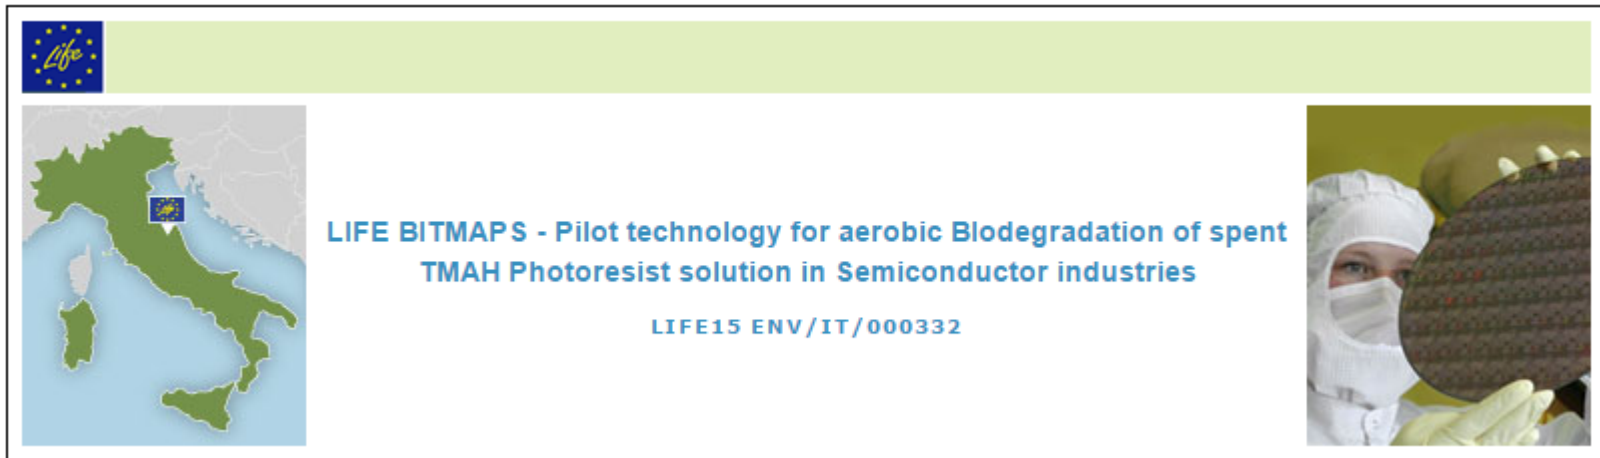 Life
LIFE BITMAPS - Pilot technology for aerobic BIodegradation of spent
TMAH Photoresist solution in Semiconductor industries
LIFE15 ENV/IT/000332